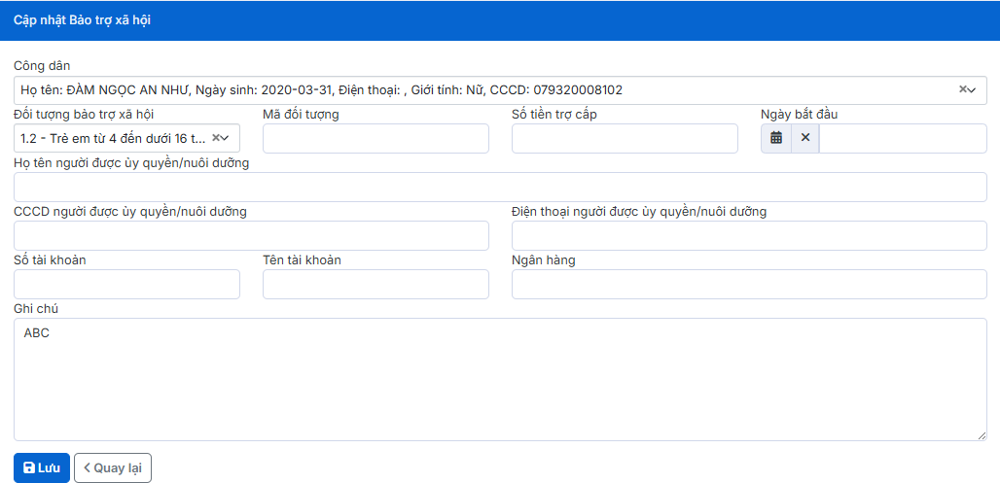 Cập nhật Bảo trợ xã hội
Công dân
Họ tên: ĐÀM NGỌC AN NHƯ, Ngày sinh: 2020-03-31, Điện thoại: , Giới tính: Nữ, CCCD: 079320008102
Đối tượng bảo trợ xã hội Mã đối tượng Số tiền trợ cấp Ngày bắt đầu
1.2 - Trẻ em từ 4 đến dưới 16 t...
Họ tên người được ủy quyền/nuôi dưỡng
CCCD người được ủy quyền/nuôi dưỡng Điện thoại người được ủy quyền/nuôi dưỡng
Số tài khoản Tên tài khoản Ngân hàng
Ghi chú
ABC
Lưu Quay lại